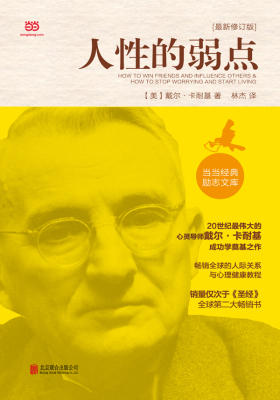 [最新修订版]
人性的弱点
HOW TO WIN FRIENDS AND INFLUENCE OTHERS &
HOW TO STOP WORRYING AND START LIVING
【美】戴尔·卡耐基 著 林杰 译
当当经典
励志文库
20世纪最伟大的
心灵导师戴尔·卡耐基
成功学奠基之作
畅销全球的人际关系
与心理健康教程
销量仅次于《圣经》
全球第二大畅销书
北京联合出版公司